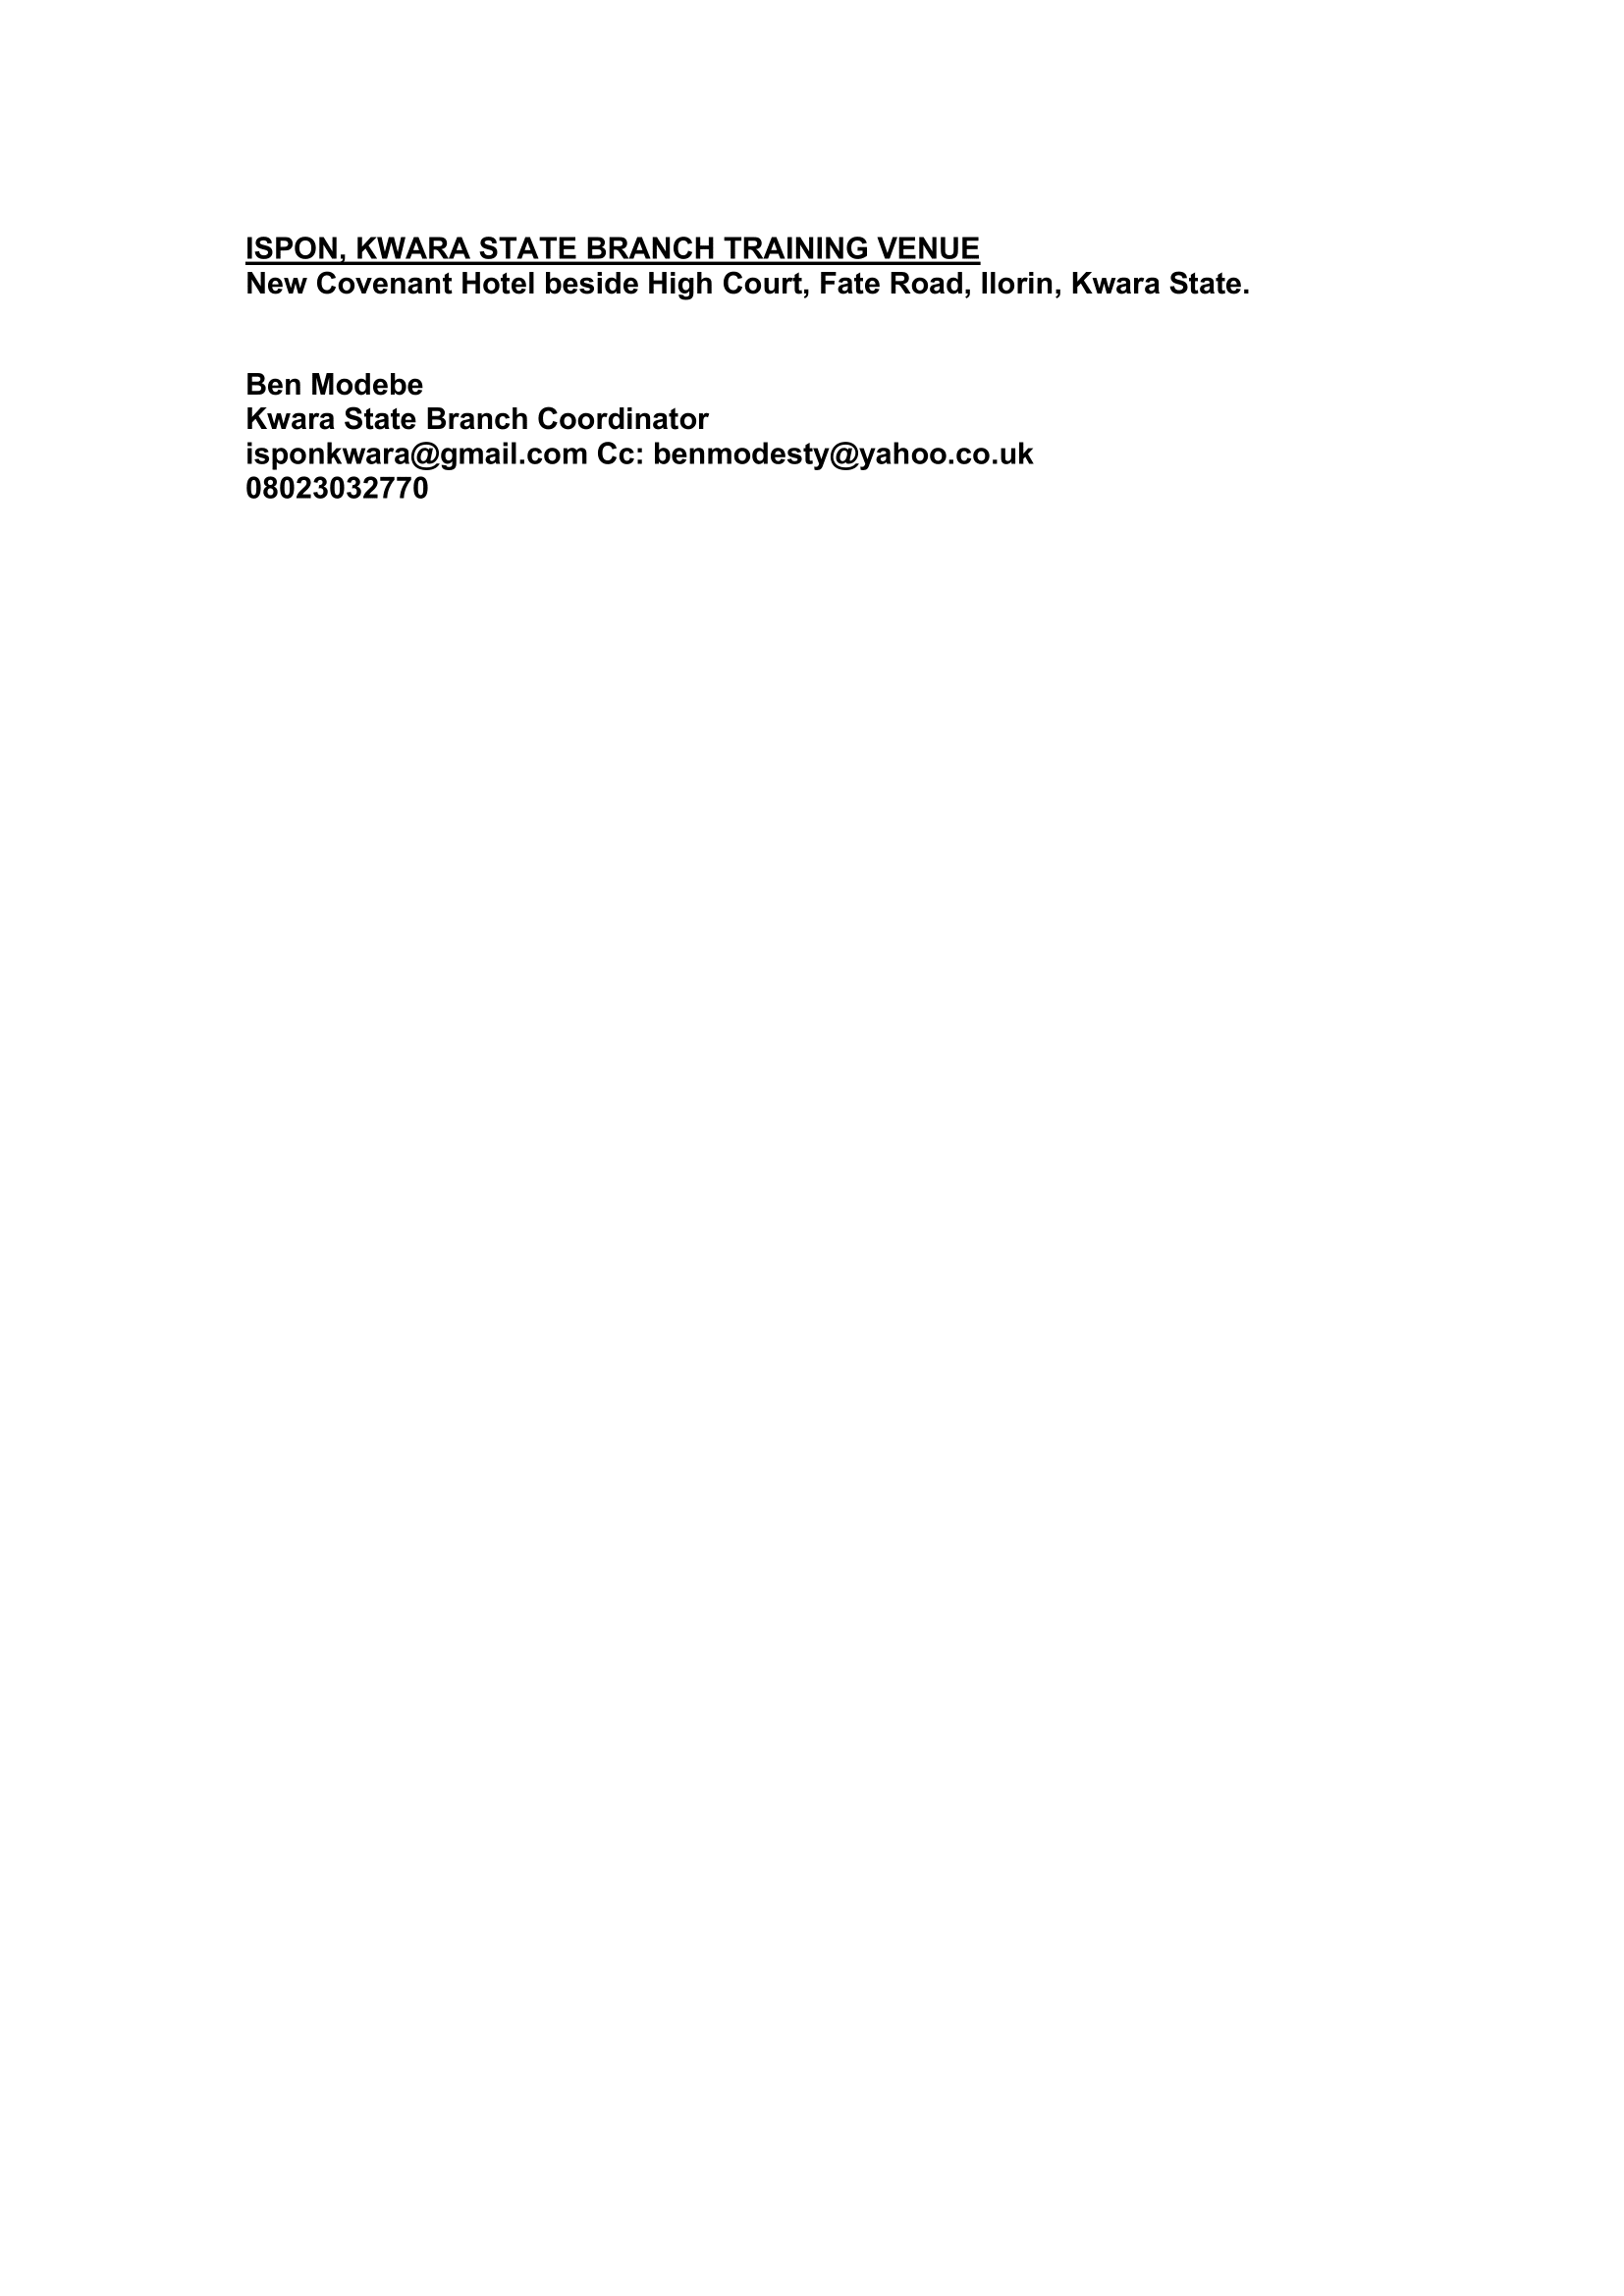 ISPON, KWARA STATE BRANCH TRAINING VENUE
New Covenant Hotel beside High Court, Fate Road, Ilorin, Kwara State.
Ben Modebe
Kwara State Branch Coordinator
isponkwara@gmail.com Cc: benmodesty@yahoo.co.uk
08023032770